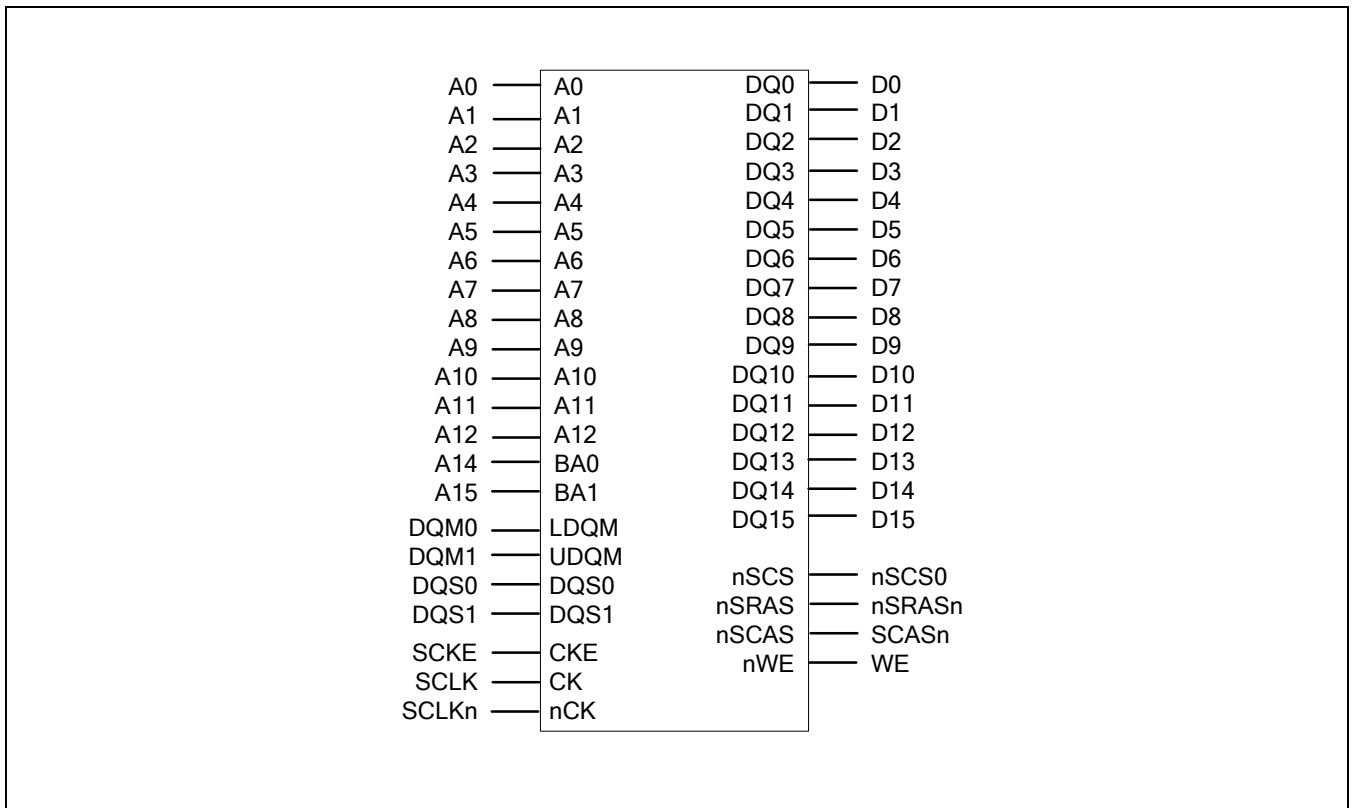 A0 A0 DQ0 D0
A1 A1 DQ1 D1
A2 A2 DQ2 D2
A3 A3 DQ3 D3
A4 A4 DQ4 D4
A5 A5 DQ5 D5
A6 A6 DQ6 D6
A7 A7 DQ7 D7
A8 A8 DQ8 D8
A9 A9 DQ9 D9
A10 A10 DQ10 D10
A11 A11 DQ11 D11
A12 A12 DQ12 D12
A14 BA0 DQ13 D13
A15 BA1 DQ14 D14
DQM0 LDQM DQ15 D15
DQM1 UDQM
DQS0 DQS0 nSCS nSCS0
DQS1 DQS1 nSRAS nSRASn
SCKE CKE nSCAS SCASn
SCLK CK nWE WE
SCLKn nCK